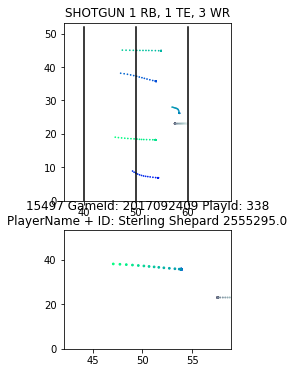 SHOTGUN 1 RB, 1 TE, 3 WR
50
40
30
20
10
0
40 50 60
15497 GameId: 2017092409 PlayId: 338
PlayerName + ID: Sterling Shepard 2555295.0
40
20
0
45 50 55